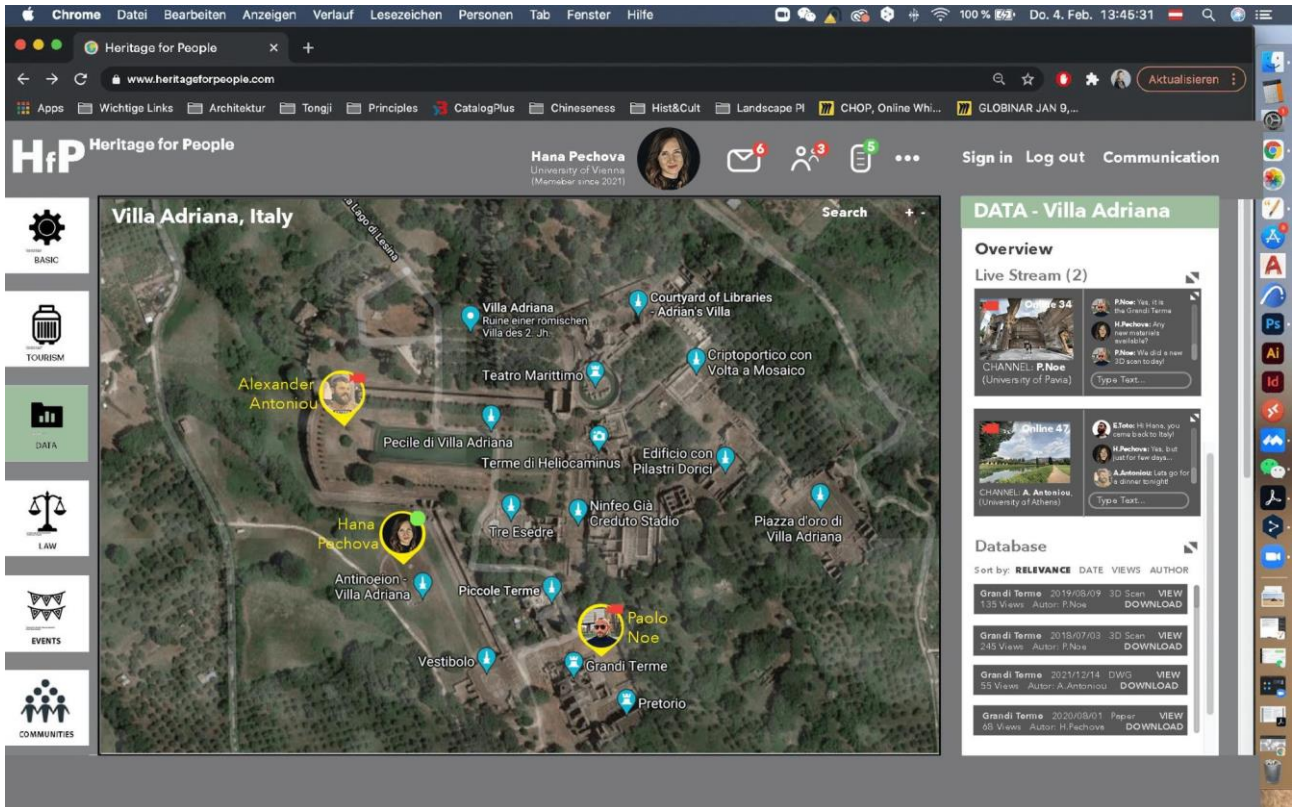 Chrome Datei Bearbeiten Anzeigen Verlauf Lesezeichen Personen Tab Fenster Hilfe 100 % Do. 4. Feb. 13:45:31
Heritage for People
www.heritageforpeople.com
Aktualisieren
Apps Wichtige Links Architektur Tongji Principles CatalogPlus Chineseness Hist&Cult Landscape Pl CHOP, Online Whi... GLOBINAR JAN 9,...
HfP Heritage for People
Hana Pechova
University of Vienna
(Memeber since 2021)
6
3
5
Sign in Log out Communication
BASIC
TOURISM
DATA
LAW
EVENTS
COMMUNITIES
Villa Adriana, Italy
Search + -
Lago di Lesina
Villa Adriana
Ruine einer römischen
Villa des 2. Jh.
Courtyard of Libraries
- Adrian's Villa
Criptoportico con
Volta a Mosaico
Teatro Marittimo
Alexander
Antoniou
Pecile di Villa Adriana
Terme di Heliocaminus
Edificio con
Pilastri Dorici
Tre Esedre
Ninfeo Già
Creduto Stadio
Piazza d'oro di
Villa Adriana
Hana
Pechova
Antinoeion -
Villa Adriana
Piccole Terme
Paolo
Noe
Vestibolo
Grandi Terme
Pretorio
DATA - Villa Adriana
Overview
Live Stream (2)
Online 34
CHANNEL: P.Noe
(University of Pavia)
P.Noe: Yes, it is
the Grandi Terme
H.Pechova: Any
new materials
available?
P.Noe: We did a new
3D scan today!
Type Text...
Online 47
CHANNEL: A. Antoniou,
(University of Athens)
E.Toto: Hi Hana, you
come back to Italy!
H.Pechova: Yes, but
just for few days...
A.Antoniou: Lets go for
a dinner tonight!
Type Text...
Database
Sort by: RELEVANCE DATE VIEWS AUTHOR
Grandi Terme 2019/08/09 3D Scan VIEW
135 Views Autor: P.Noe DOWNLOAD
Grandi Terme 2018/07/03 3D Scan VIEW
245 Views Autor: P.Noe DOWNLOAD
Grandi Terme 2021/12/14 DWG VIEW
55 Views Autor: A.Antoniou DOWNLOAD
Grandi Terme 2020/08/01 Paper VIEW
68 Views Autor: H.Pechova DOWNLOAD
Ps
Ai
Id